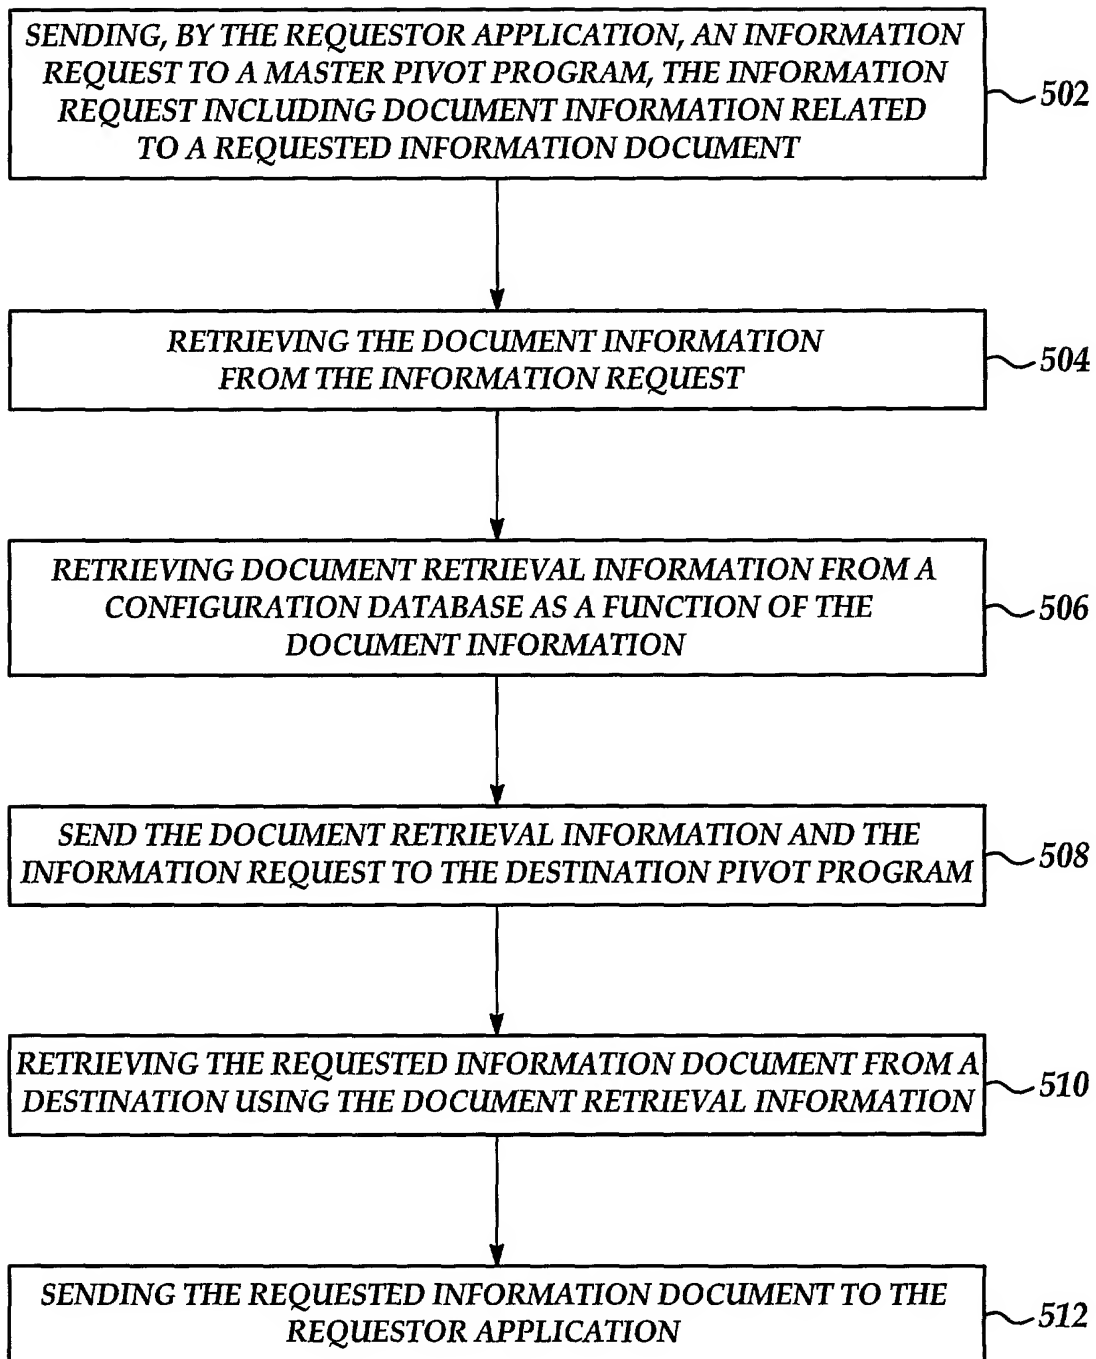 SENDING, BY THE REQUESTOR APPLICATION, AN INFORMATION
REQUEST TO A MASTER PIVOT PROGRAM, THE INFORMATION
REQUEST INCLUDING DOCUMENT INFORMATION RELATED
TO A REQUESTED INFORMATION DOCUMENT
502
RETRIEVING THE DOCUMENT INFORMATION
FROM THE INFORMATION REQUEST
504
RETRIEVING DOCUMENT RETRIEVAL INFORMATION FROM A
CONFIGURATION DATABASE AS A FUNCTION OF THE
DOCUMENT INFORMATION
506
SEND THE DOCUMENT RETRIEVAL INFORMATION AND THE
INFORMATION REQUEST TO THE DESTINATION PIVOT PROGRAM
508
RETRIEVING THE REQUESTED INFORMATION DOCUMENT FROM A
DESTINATION USING THE DOCUMENT RETRIEVAL INFORMATION
510
SENDING THE REQUESTED INFORMATION DOCUMENT TO THE
REQUESTOR APPLICATION
512